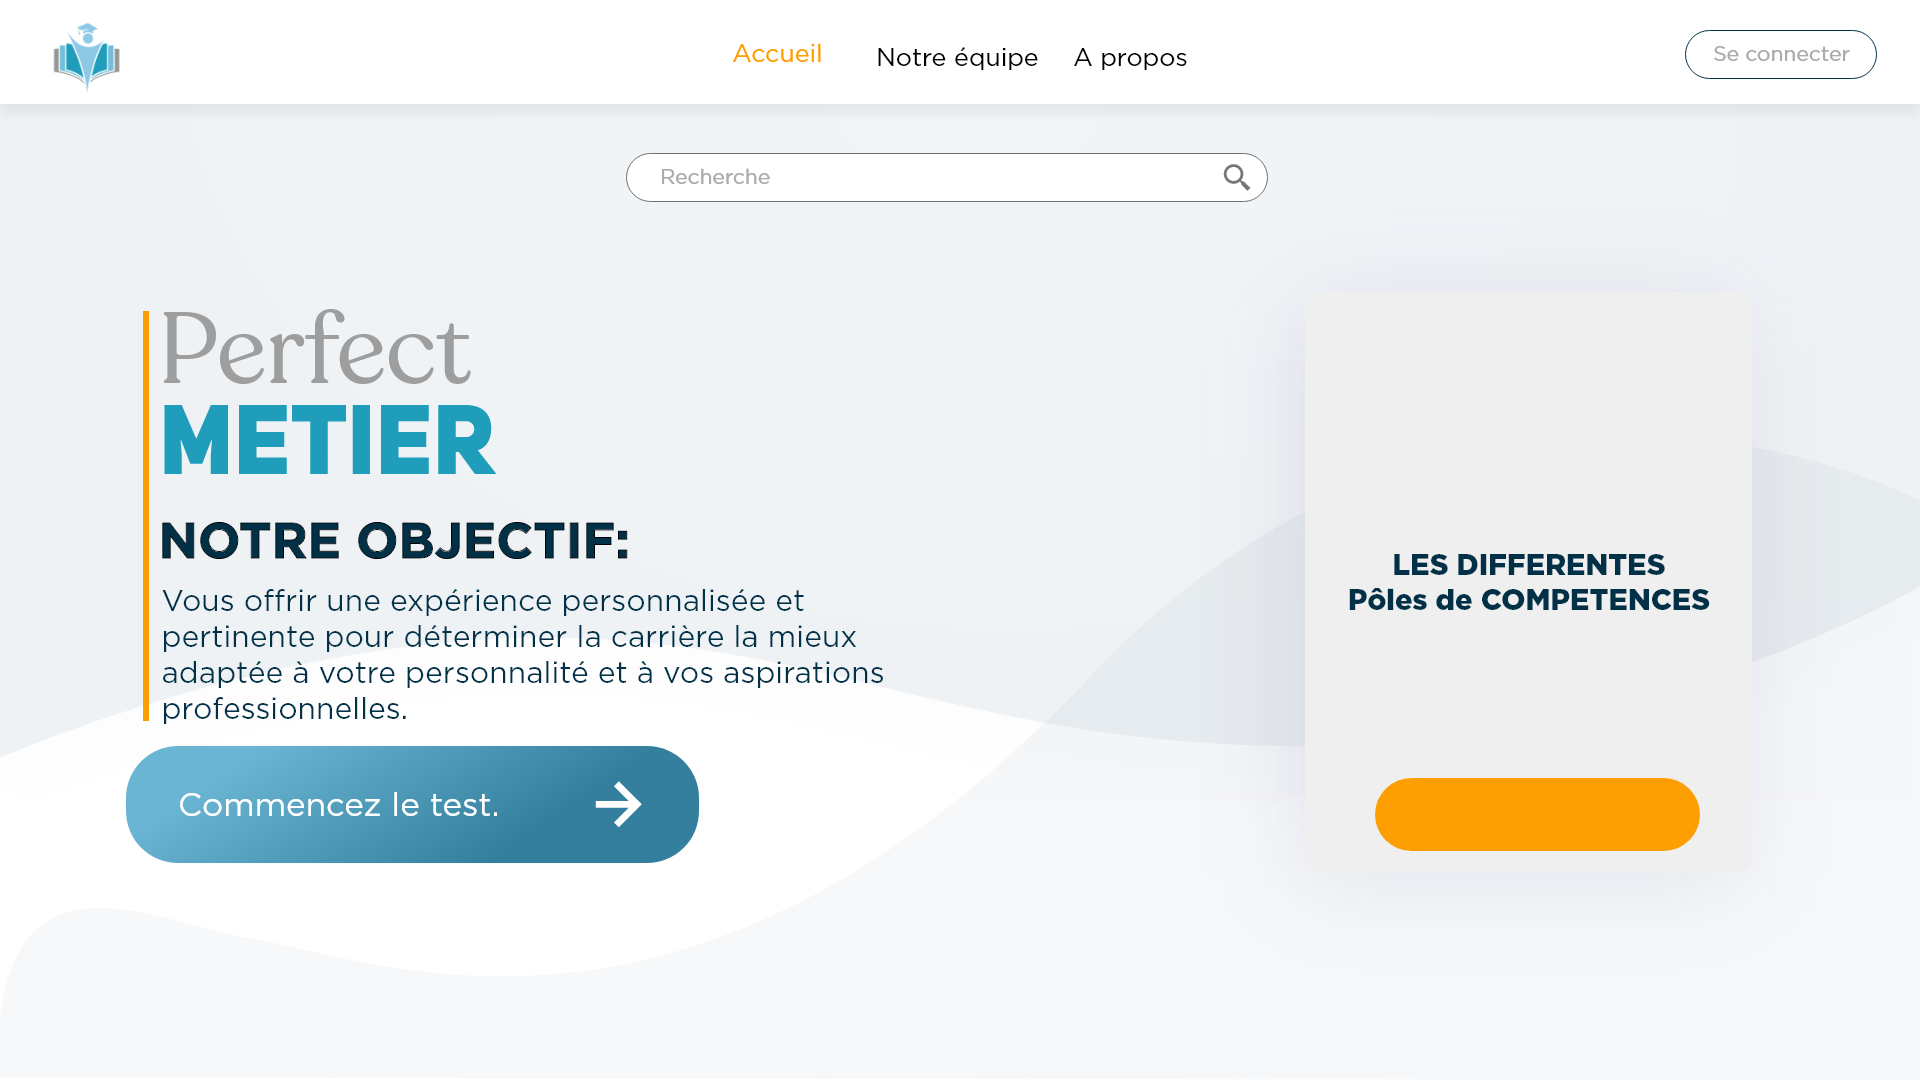 Accueil
Notre équipe
A propos
Se connecter
Recherche
Perfect
METIER
NOTRE OBJECTIF:
Vous offrir une expérience personnalisée et
pertinente pour déterminer la carrière la mieux
adaptée à votre personnalité et à vos aspirations
professionnelles.
Commencez le test.
LES DIFFERENTES
Pôles de COMPETENCES